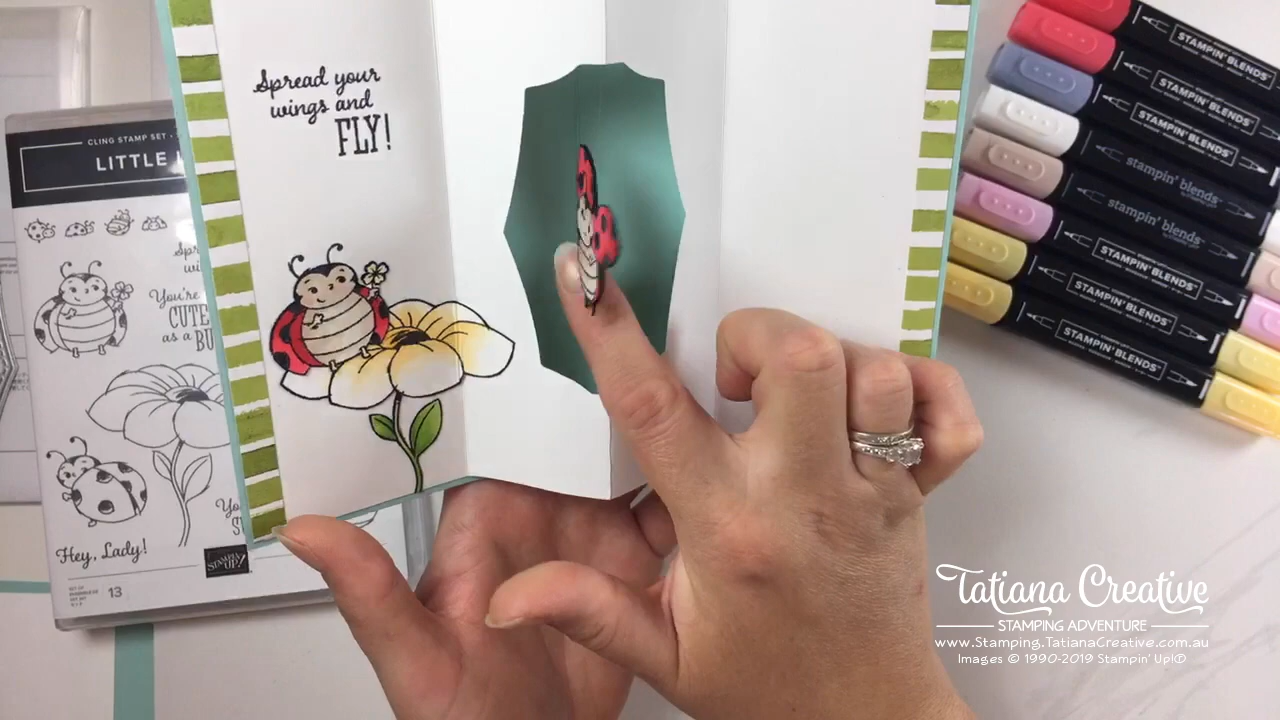 Spread your
wings and
FLY!
CLING STAMP SET
LITTLE
You're
CUTE
as a
Hey, Lady!
STAMPIN' UP!
13
STAMPIN' BLENDS
STAMPIN' BLENDS
STAMPIN' BLENDS
stampin' blends
stampin' blends
STAMPIN' BLENDS
STAMPIN' BLENDS
STAMPIN' BLENDS
Tatiana Creative
STAMPING ADVENTURE
www.Stamping.TatianaCreative.com.au
Images © 1990-2019 Stampin' Up!®